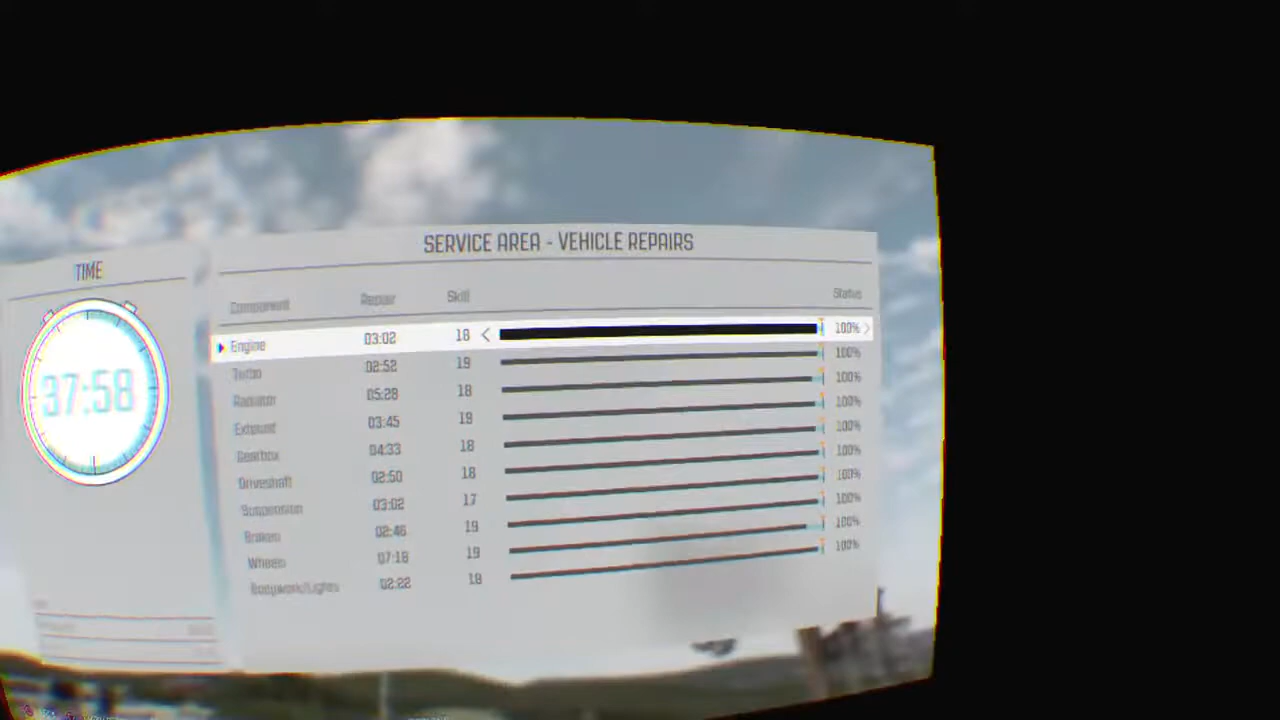 SERVICE AREA - VEHICLE REPAIRS
TIME
37:58
Component Repair Skill Status
Engine 03:02 18 100%
Turbo 02:52 19 100%
Radiator 05:28 18 100%
Exhaust 03:45 19 100%
Gearbox 04:33 18 100%
Driveshaft 02:50 18 100%
Suspension 03:02 17 100%
Brakes 02:46 19 100%
Wheels 07:18 19 100%
Bodywork/Lights 02:22 18 100%